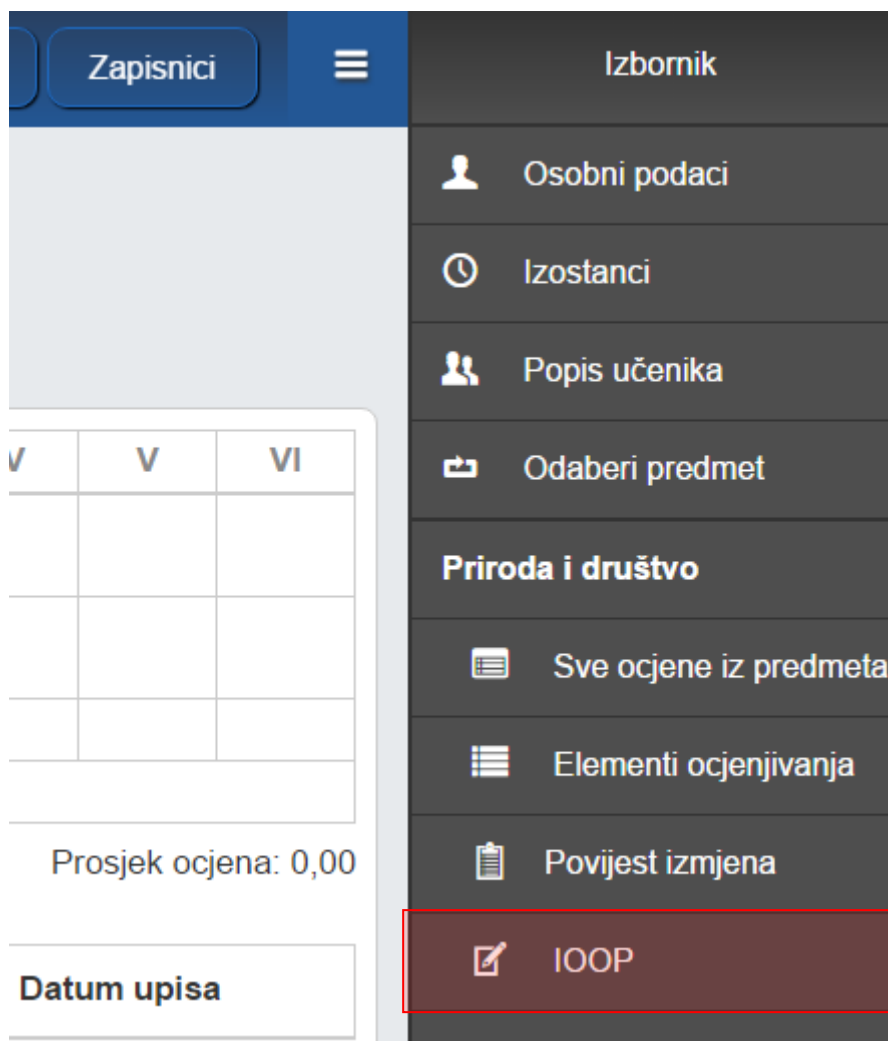 Zapisnici
V
V
VI
Prosjek ocjena: 0,00
Datum upisa
Izbornik
Osobni podaci
Izostanci
Popis učenika
Odaberi predmet
Priroda i društvo
Sve ocjene iz predmeta
Elementi ocjenjivanja
Povijest izmjena
IOOP